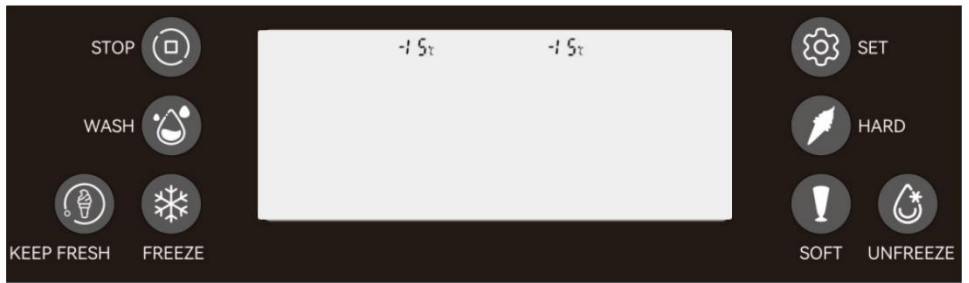 STOP
-15℃ -15℃
SET
WASH
HARD
KEEP FRESH
FREEZE
SOFT
UNFREEZE